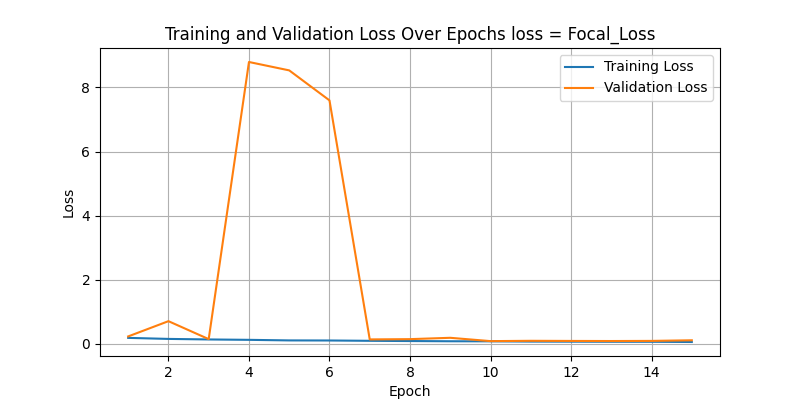 Training and Validation Loss Over Epochs loss = Focal_Loss
Training Loss
Validation Loss
8
6
4
2
0
Loss
2 4 6 8 10 12 14
Epoch